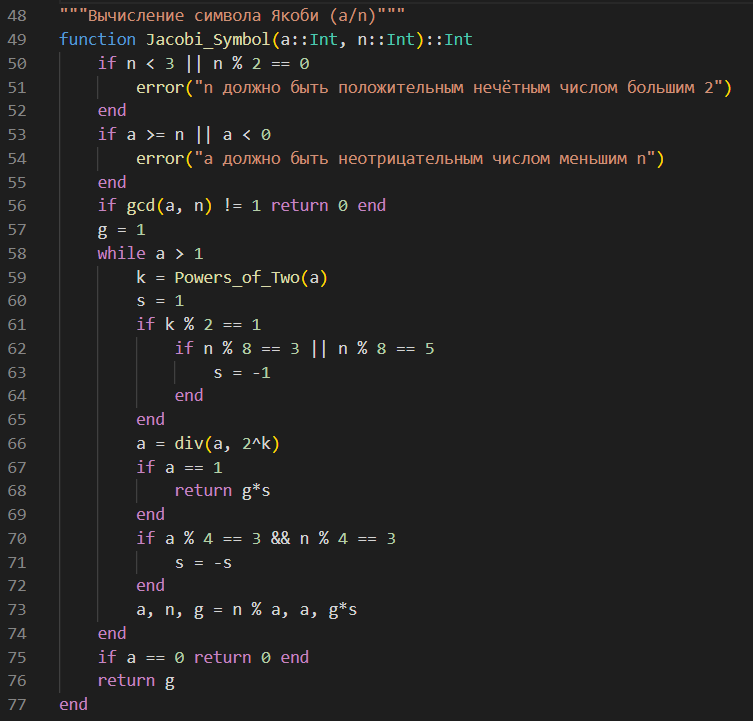 48 """Вычисление символа Якоби (a/n)"""
49 function Jacobi_Symbol(a::Int, n::Int)::Int
50     if n < 3 || n % 2 == 0
51         error("n должно быть положительным нечётным числом большим 2")
52     end
53     if a >= n || a < 0
54         error("a должно быть неотрицательным числом меньшим n")
55     end
56     if gcd(a, n) != 1 return 0 end
57     g = 1
58     while a > 1
59         k = Powers_of_Two(a)
60         s = 1
61         if k % 2 == 1
62             if n % 8 == 3 || n % 8 == 5
63                 s = -1
64             end
65         end
66         a = div(a, 2^k)
67         if a == 1
68             return g*s
69         end
70         if a % 4 == 3 && n % 4 == 3
71             s = -s
72         end
73         a, n, g = n % a, a, g*s
74     end
75     if a == 0 return 0 end
76     return g
77 end